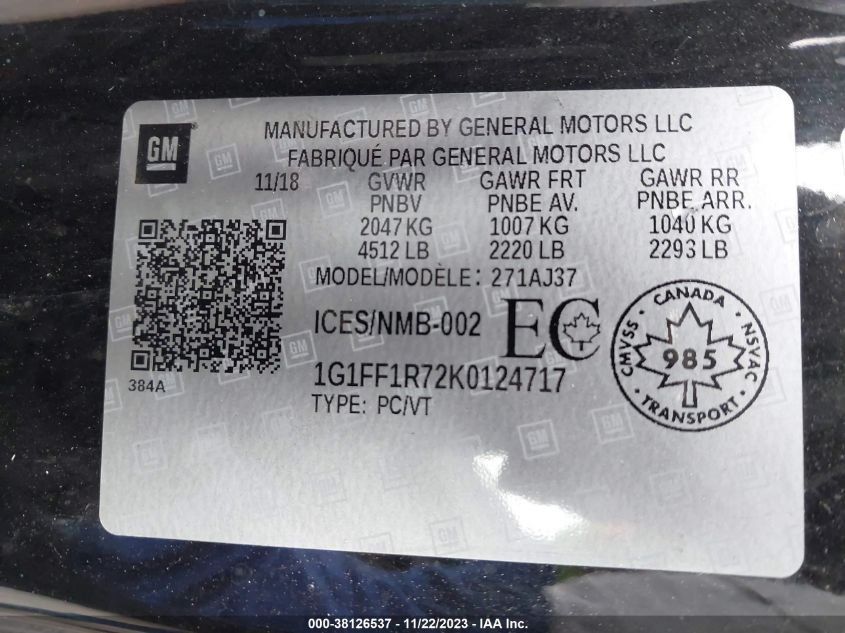 GM
MANUFACTURED BY GENERAL MOTORS LLC
FABRIQUÉ PAR GENERAL MOTORS LLC
11/18 GVWR GAWR FRT GAWR RR
PNBV PNBE AV. PNBE ARR.
2047 KG 1007 KG 1040 KG
4512 LB 2220 LB 2293 LB
MODEL/MODÈLE: 271AJ37
ICES/NMB-002 EC
384A
1G1FF1R72K0124717
TYPE: PC/VT
CANADA
CMVSS
NSVAC
985
TRANSPORT
000-38126537 - 11/22/2023 - IAA Inc.